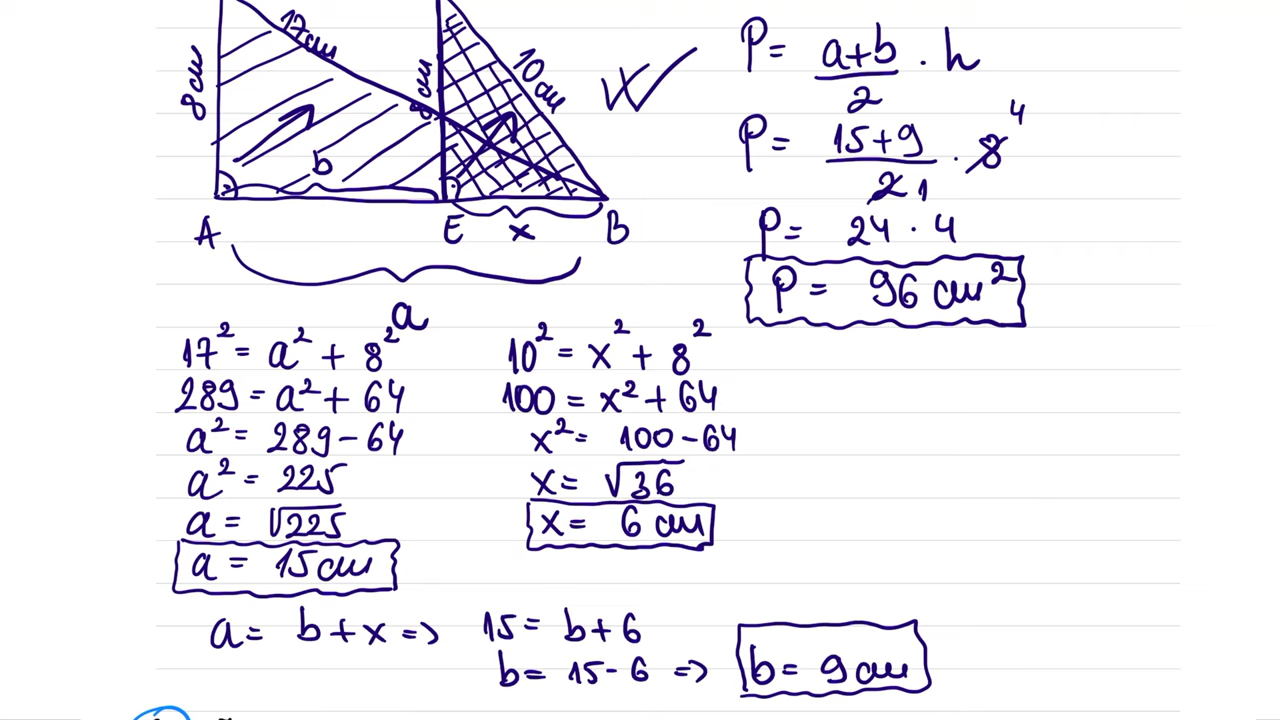 17cm
8cm
8cm
10cm
b
A E x B
a
P = a+b/2 · h
P = 15+9/2 1 · 8 4
P = 24 · 4
P = 96 cm²
17² = a² + 8²
289 = a² + 64
a² = 289 - 64
a² = 225
a = √225
a = 15cm
10² = x² + 8²
100 = x² + 64
x² = 100 - 64
x = √36
x = 6 cm
a = b + x => 15 = b + 6
b = 15 - 6 => b = 9cm